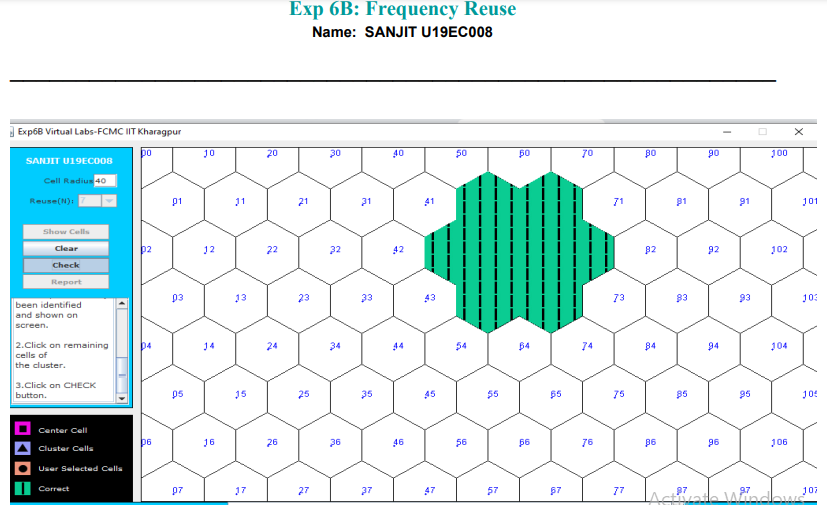 Exp 6B: Frequency Reuse
Name: SANJIT U19EC008
Exp6B Virtual Labs-FCMC IIT Kharagpur
SANJIT U19EC008
Cell Radius 40
Reuse(N): 7
Show Cells
Clear
Check
Report
been identified
and shown on
screen.
2.Click on remaining
cells of
the cluster.
3.Click on CHECK
button.
Center Cell
Cluster Cells
User Selected Cells
Correct
00 10 20 30 40 50 60 70 80 90 100
01 11 21 31 41 71 81 91 101
02 12 22 32 42 82 92 102
03 13 23 33 43 73 83 93 103
04 14 24 34 44 54 64 74 84 94 104
05 15 25 35 45 55 65 75 85 95 105
06 16 26 36 46 56 66 76 86 96 106
07 17 27 37 47 57 67 77 87 97 107
Activate Windows